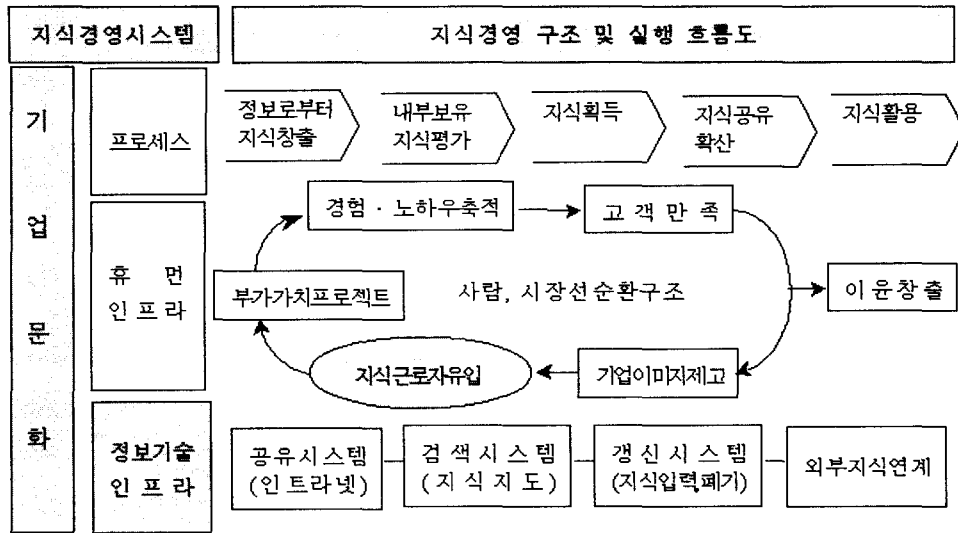 지식경영시스템
지식경영 구조 및 실행 흐름도
기
업
문
화
프로세스
정보로부터
지식창출
내부보유
지식평가
지식획득
지식공유
확산
지식활용
휴 먼
인프라
경험 · 노하우축적
고객만족
부가가치프로젝트
사람, 시장선순환구조
이윤창출
지식근로자유입
기업이미지제고
정보기술
인프라
공유시스템
(인트라넷)
검색시스템
(지식지도)
갱신시스템
(지식입력,폐기)
외부지식연계